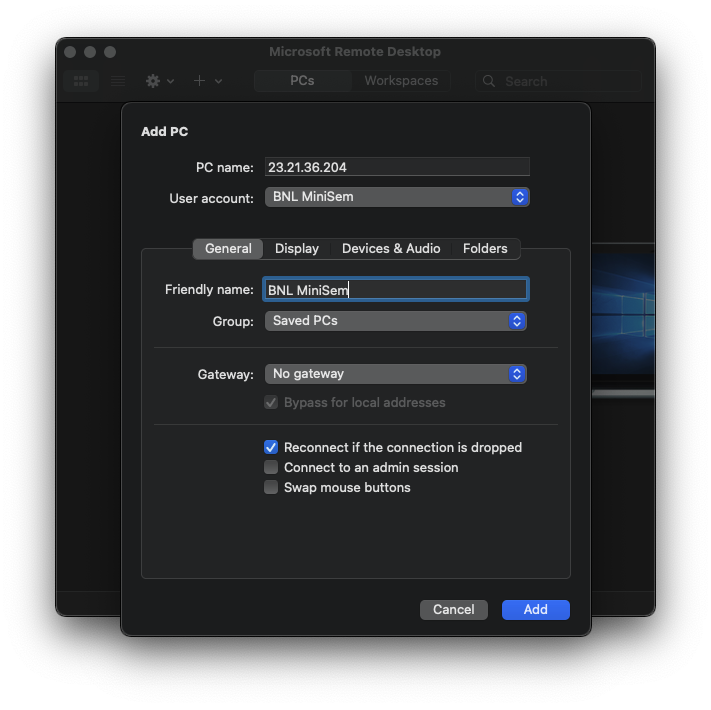 Microsoft Remote Desktop
PCs
Workspaces
Search
Add PC
PC name: 23.21.36.204
User account: BNL MiniSem
General
Display
Devices & Audio
Folders
Friendly name: BNL MiniSem
Group: Saved PCs
Gateway: No gateway
Bypass for local addresses
Reconnect if the connection is dropped
Connect to an admin session
Swap mouse buttons
Cancel
Add